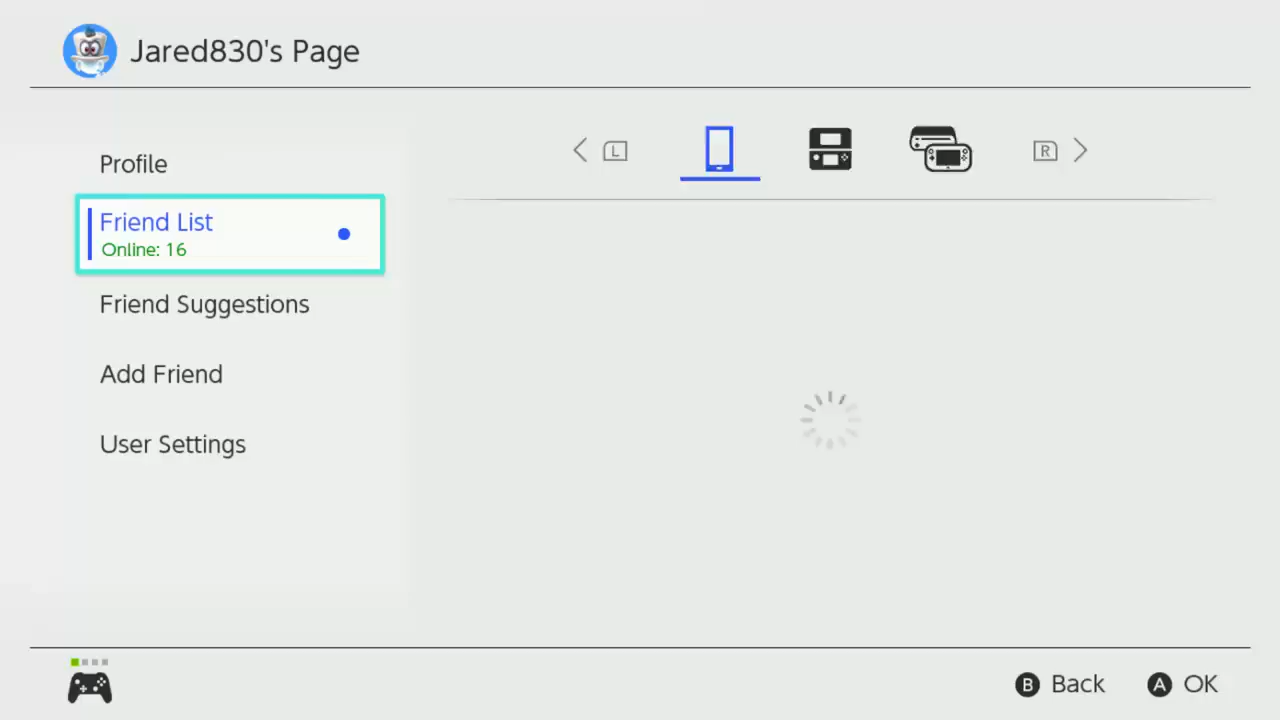 Jared830's Page
Profile
Friend List
Online: 16
Friend Suggestions
Add Friend
User Settings
L
R
B Back
A OK